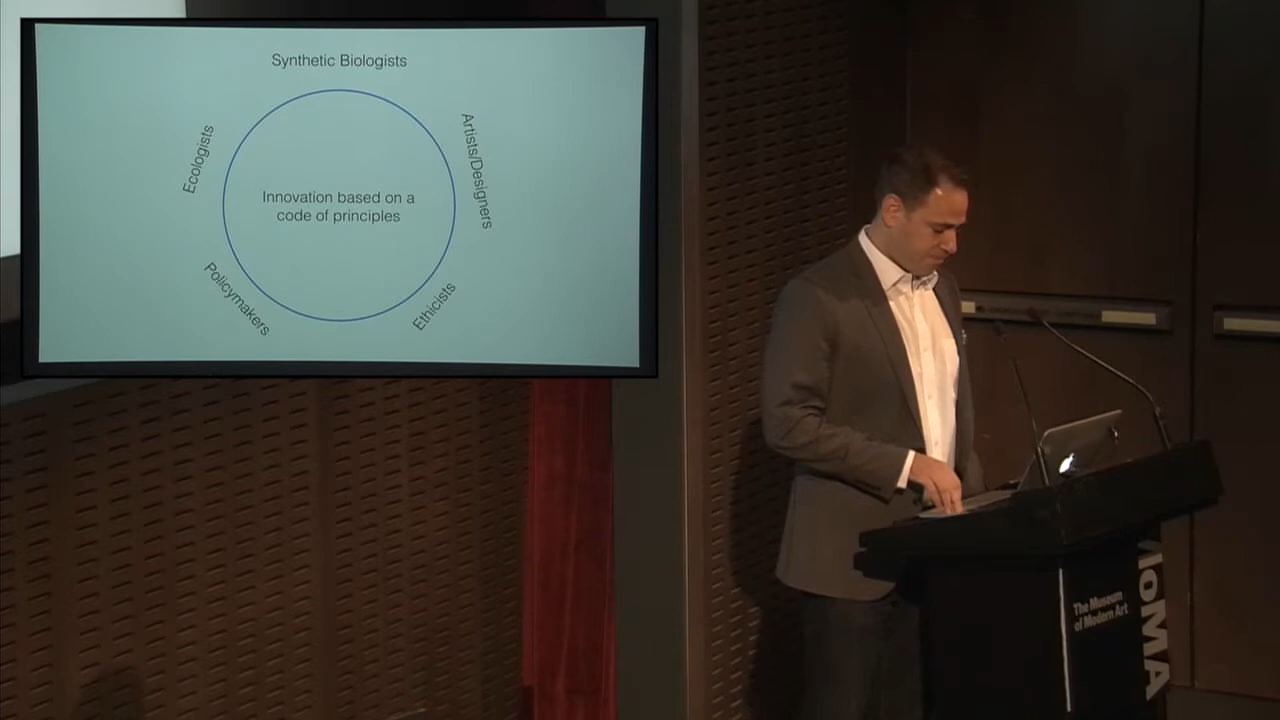 Synthetic Biologists
Ecologists
Artists/Designers
Innovation based on a
code of principles
Policymakers
Ethicists
The Museum
of Modern Art
MoMA